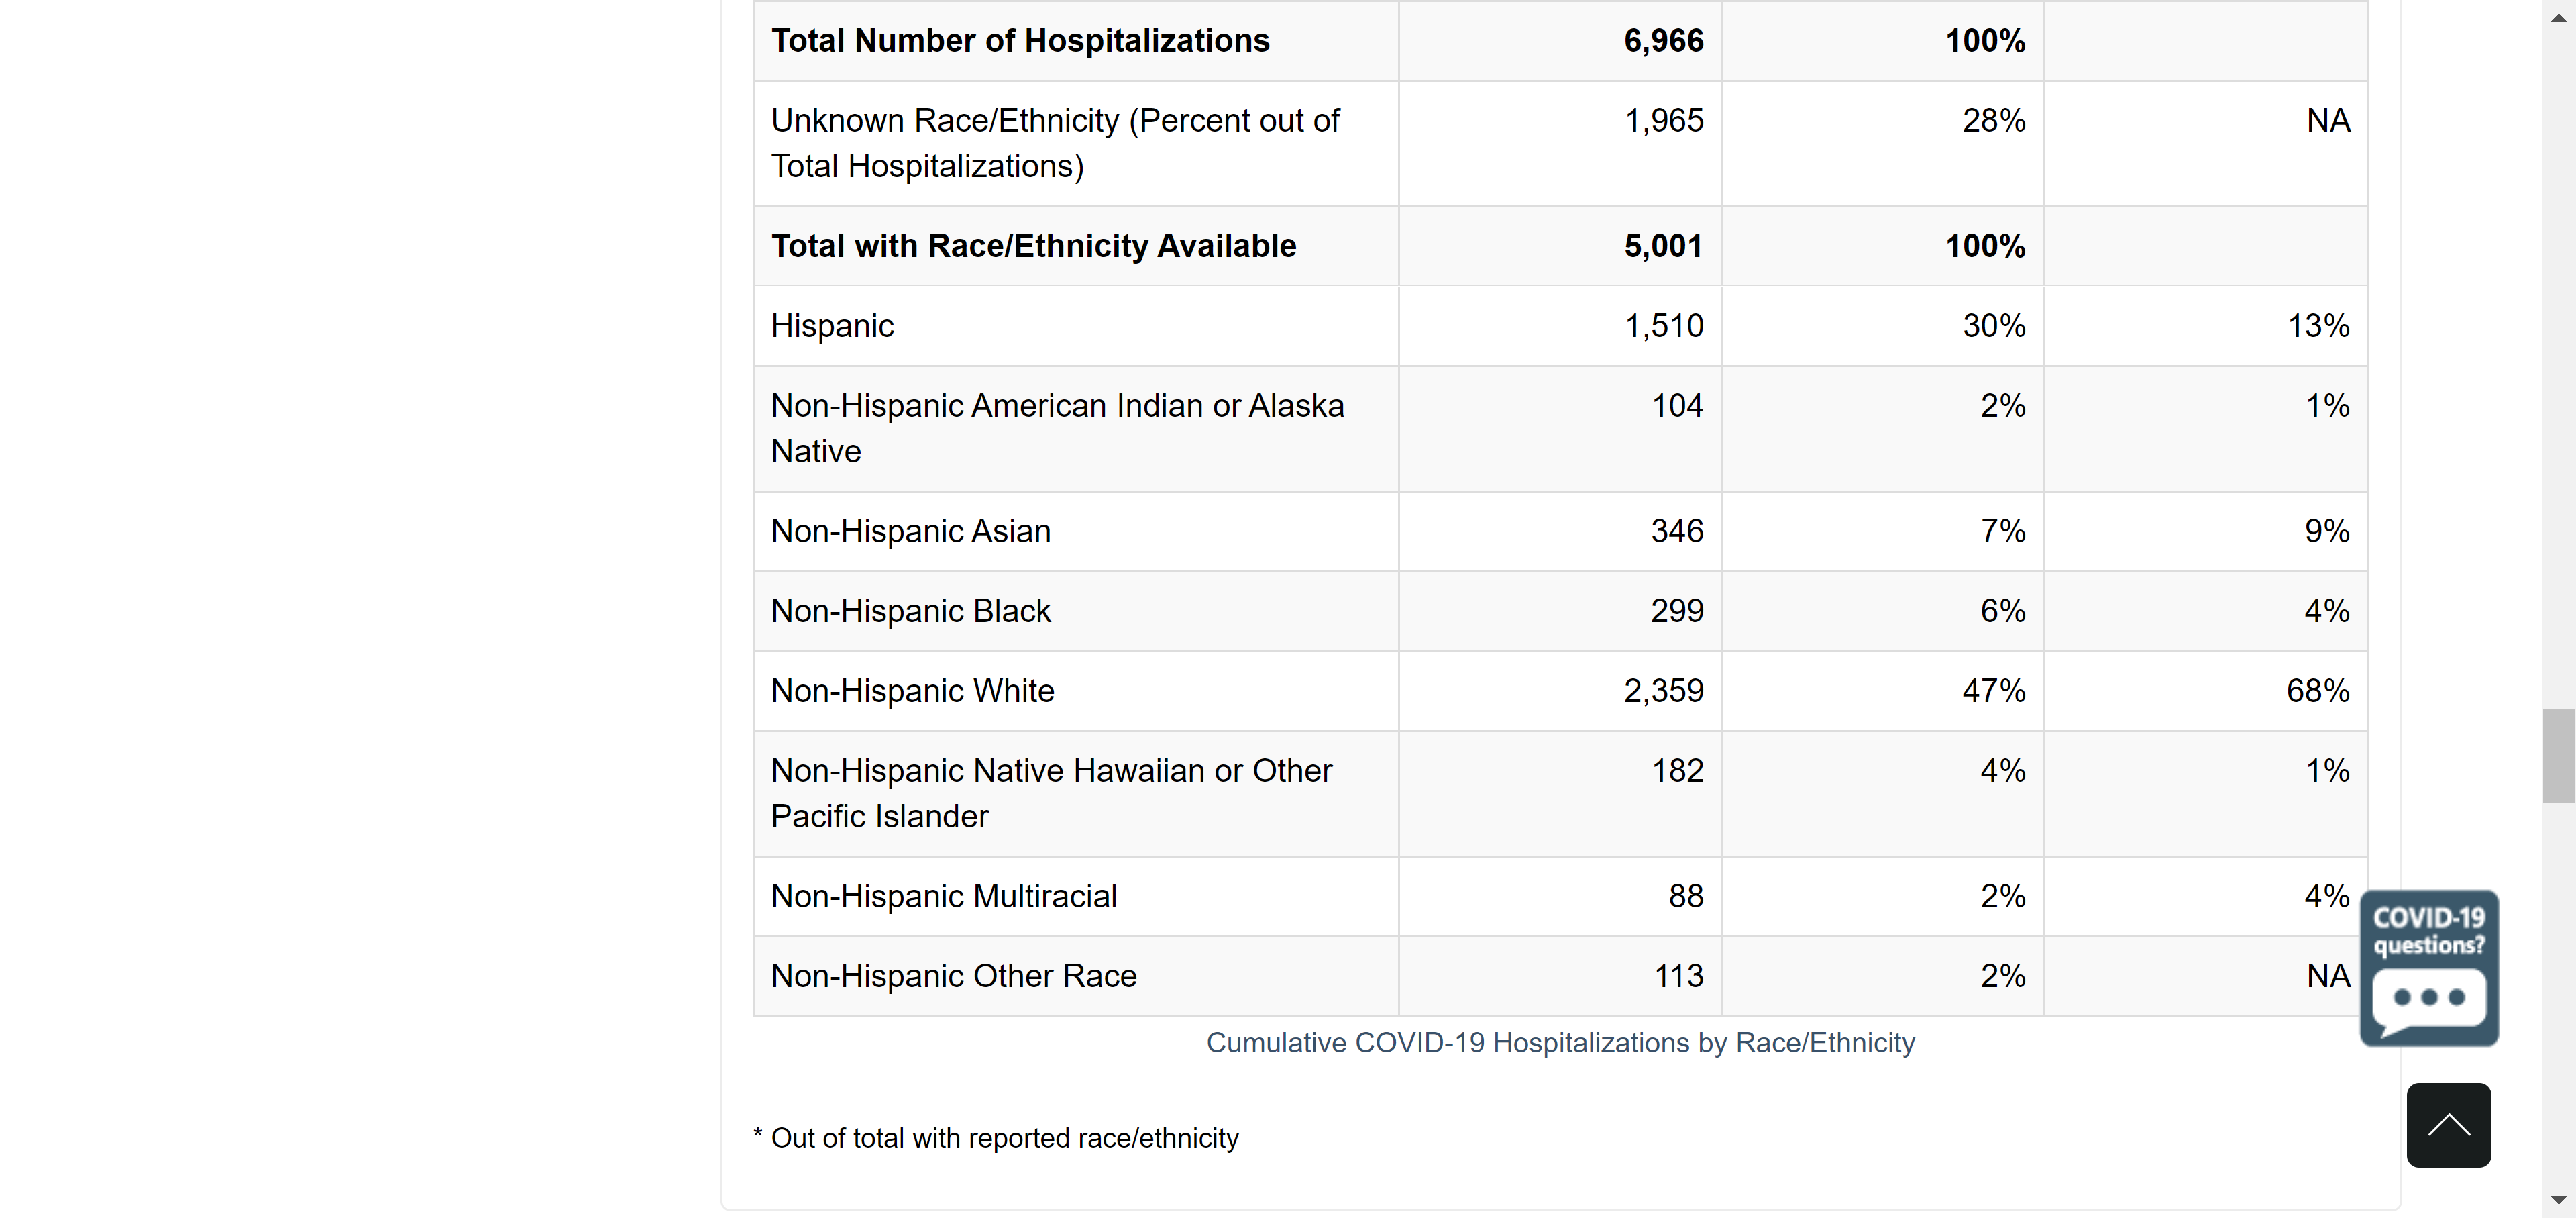 Total Number of Hospitalizations 6,966 100%
Unknown Race/Ethnicity (Percent out of 1,965 28% NA
Total Hospitalizations)
Total with Race/Ethnicity Available 5,001 100%
Hispanic 1,510 30% 13%
Non-Hispanic American Indian or Alaska 104 2% 1%
Native
Non-Hispanic Asian 346 7% 9%
Non-Hispanic Black 299 6% 4%
Non-Hispanic White 2,359 47% 68%
Non-Hispanic Native Hawaiian or Other 182 4% 1%
Pacific Islander
Non-Hispanic Multiracial 88 2% 4%
Non-Hispanic Other Race 113 2% NA
COVID-19
questions?
Cumulative COVID-19 Hospitalizations by Race/Ethnicity
* Out of total with reported race/ethnicity